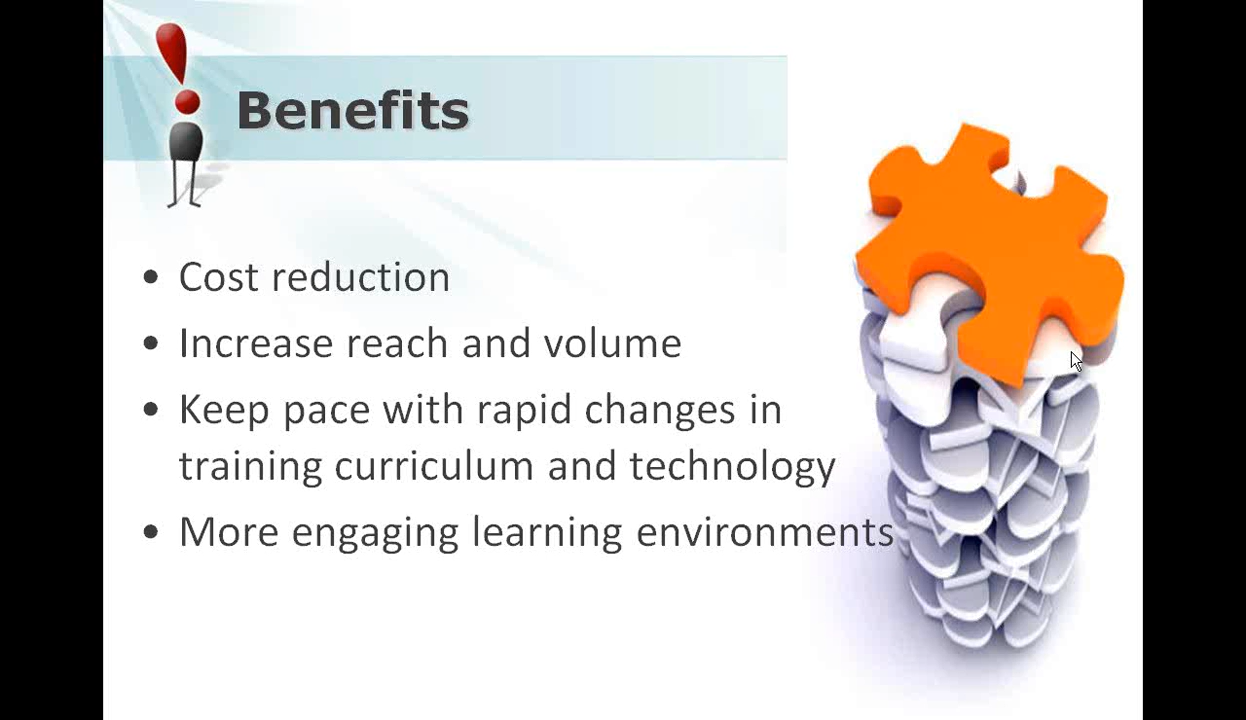 Benefits
• Cost reduction
• Increase reach and volume
• Keep pace with rapid changes in
training curriculum and technology
• More engaging learning environments